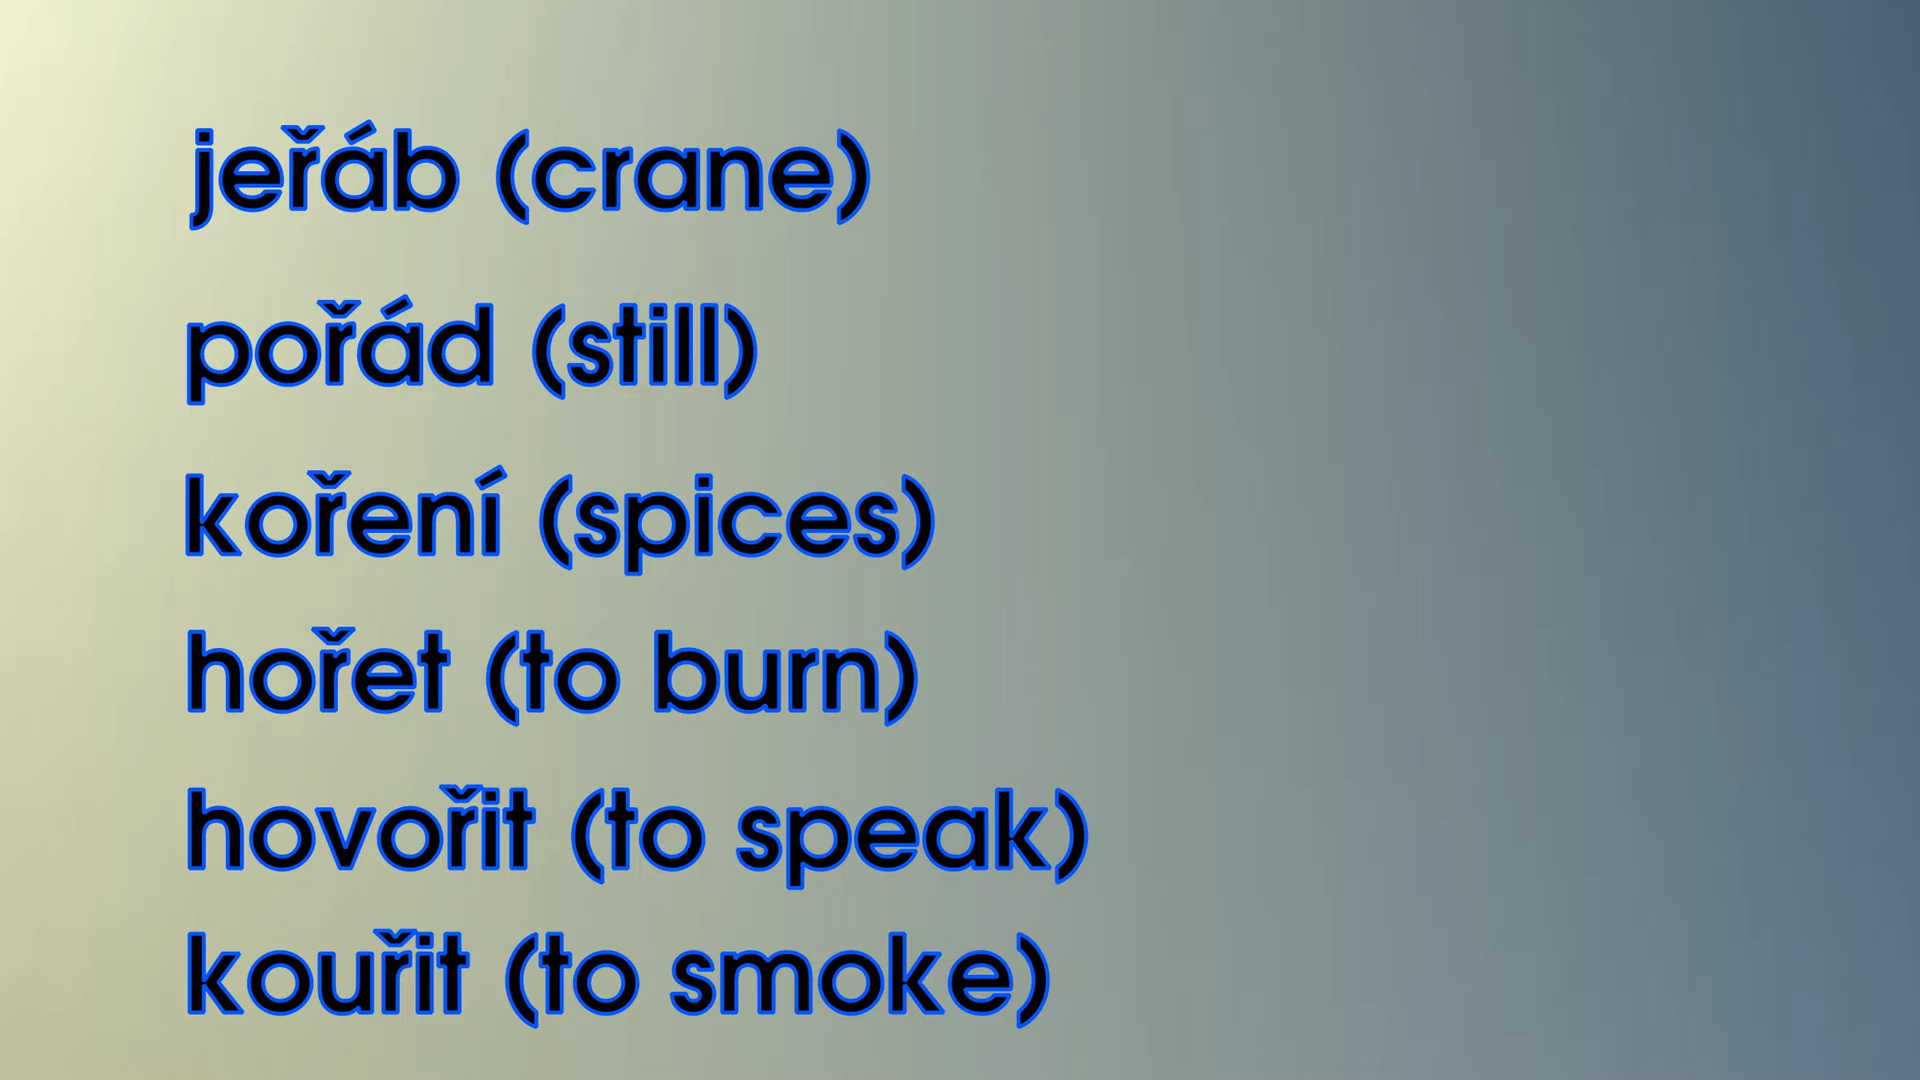 jeřáb (crane)
pořád (still)
koření (spices)
hořet (to burn)
hovořit (to speak)
kouřit (to smoke)